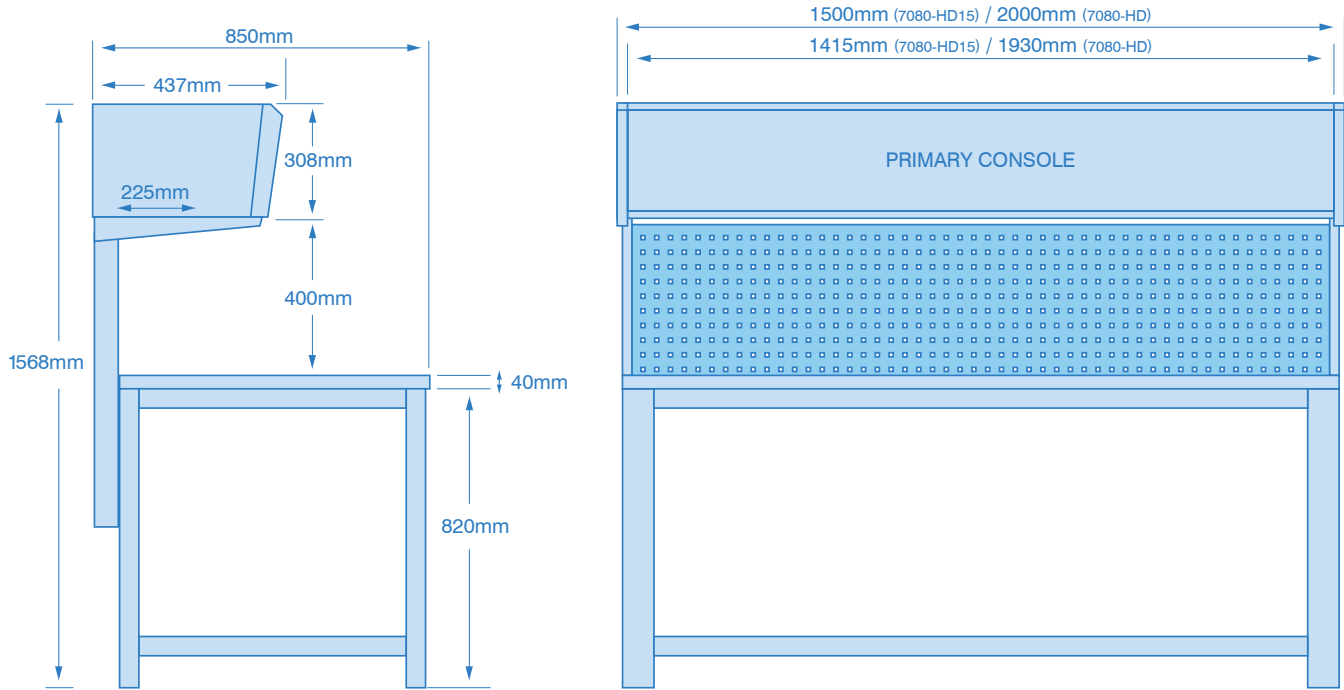 850mm
437mm
308mm
225mm
400mm
1568mm
40mm
820mm
1500mm (7080-HD15) / 2000mm (7080-HD)
1415mm (7080-HD15) / 1930mm (7080-HD)
PRIMARY CONSOLE